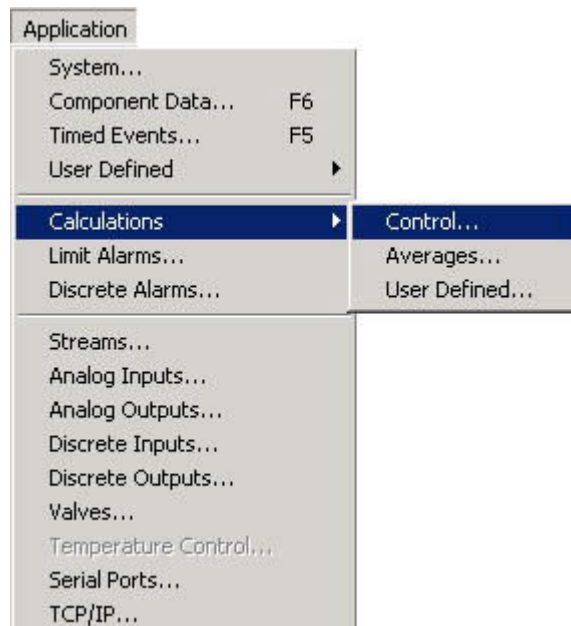 Application
System...
Component Data... F6
Timed Events... F5
User Defined
Calculations
Control...
Limit Alarms...
Averages...
Discrete Alarms...
User Defined...
Streams...
Analog Inputs...
Analog Outputs...
Discrete Inputs...
Discrete Outputs...
Valves...
Temperature Control...
Serial Ports...
TCP/IP...